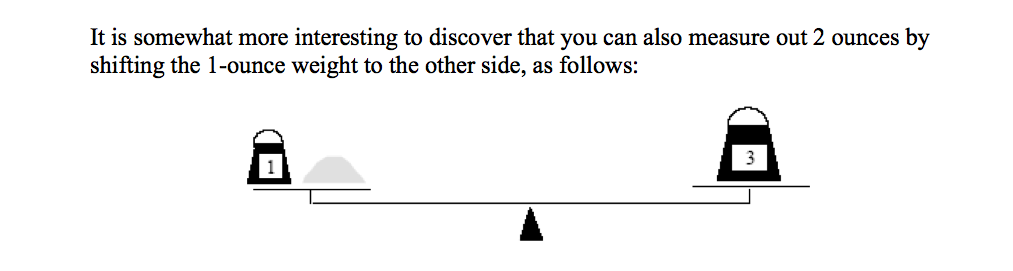 It is somewhat more interesting to discover that you can also measure out 2 ounces by
shifting the 1-ounce weight to the other side, as follows:
1
3